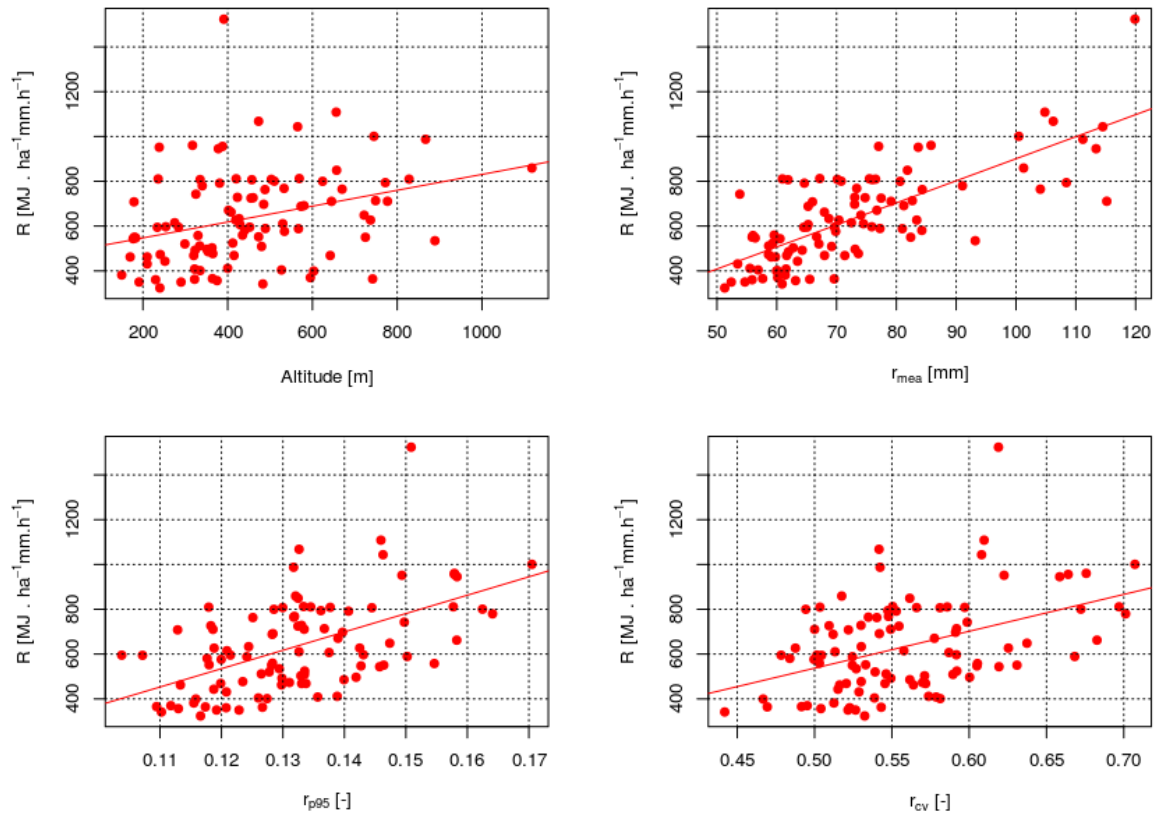 R [MJ . ha⁻¹mm.h⁻¹]
400 600 800 1200
200 400 600 800 1000
Altitude [m]
R [MJ . ha⁻¹mm.h⁻¹]
400 600 800 1200
50 60 70 80 90 100 110 120
r_mea [mm]
R [MJ . ha⁻¹mm.h⁻¹]
400 600 800 1200
0.11 0.12 0.13 0.14 0.15 0.16 0.17
r_p95 [-]
R [MJ . ha⁻¹mm.h⁻¹]
400 600 800 1200
0.45 0.50 0.55 0.60 0.65 0.70
r_cv [-]